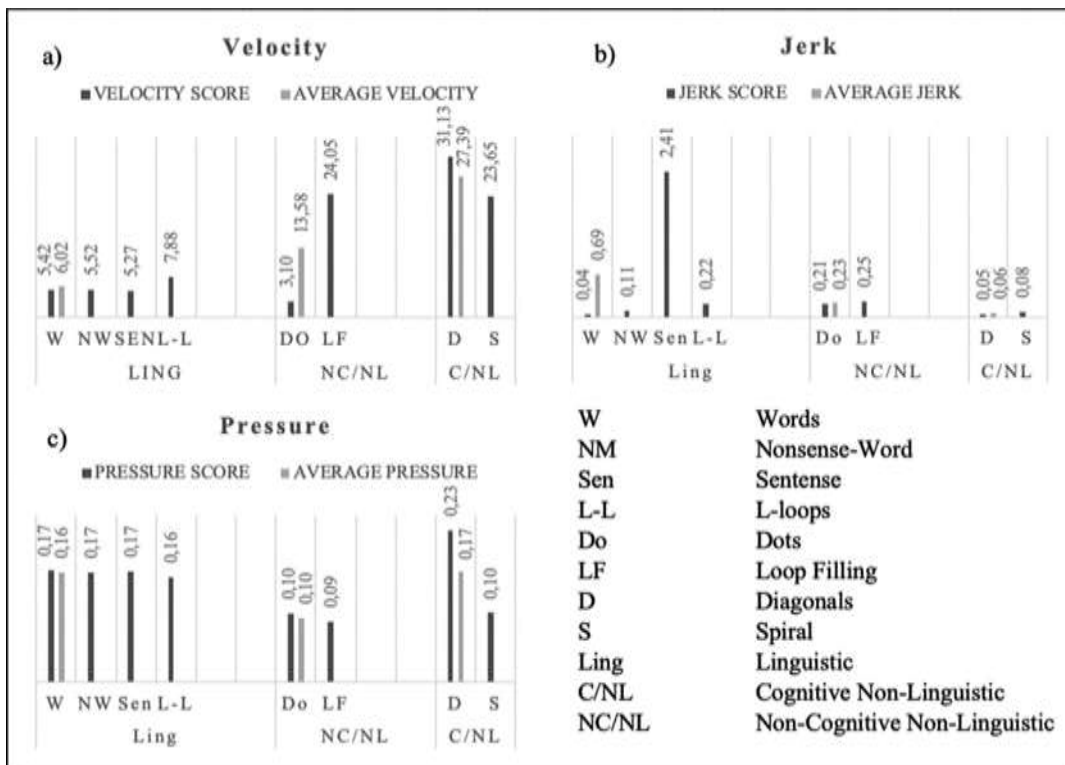 a)
Velocity
■ VELOCITY SCORE ■ AVERAGE VELOCITY
5,42 6,02 5,52 5,27 7,88 3,10 13,58 24,05 31,13 27,39 23,65
W NW SEN L-L DO LF D S
LING NC/NL C/NL
b)
Jerk
■ JERK SCORE ■ AVERAGE JERK
0,04 0,69 0,11 2,41 0,22 0,21 0,23 0,25 0,05 0,06 0,08
W NW Sen L-L Do LF D S
Ling NC/NL C/NL
c)
Pressure
■ PRESSURE SCORE ■ AVERAGE PRESSURE
0,17 0,16 0,17 0,17 0,16 0,10 0,10 0,09 0,23 0,17 0,10
W NW Sen L-L Do LF D S
Ling NC/NL C/NL
W Words
NM Nonsense-Word
Sen Sentense
L-L L-loops
Do Dots
LF Loop Filling
D Diagonals
S Spiral
Ling Linguistic
C/NL Cognitive Non-Linguistic
NC/NL Non-Cognitive Non-Linguistic